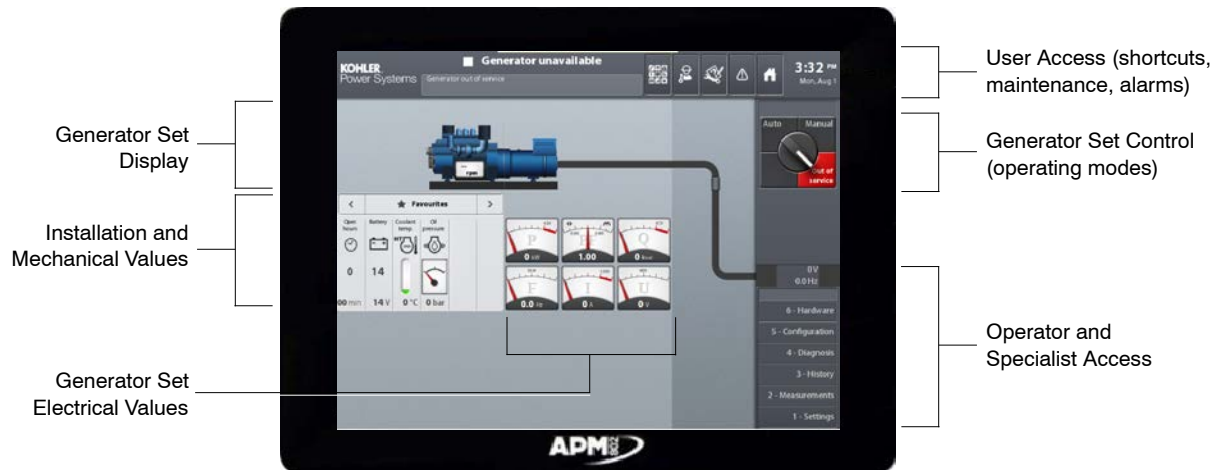 Generator Set
Display
Installation and
Mechanical Values
Generator Set
Electrical Values
KOHLER
Power Systems
Generator unavailable
Generator out of service
3:32 PM
Mon, Aug 1
Auto
Manual
Out of
service
rpm
< ★ Favourites >
Oper.
hours
Battery
Coolant
temp.
Oil
pressure
0
14
00 min
14 V
0 °C
0 bar
P
0 kW
1.00
Q
0 kvar
F
0.0 Hz
I
0 A
U
0 V
0 V
0.0 Hz
6 - Hardware
5 - Configuration
4 - Diagnosis
3 - History
2 - Measurements
1 - Settings
APM802
User Access (shortcuts,
maintenance, alarms)
Generator Set Control
(operating modes)
Operator and
Specialist Access